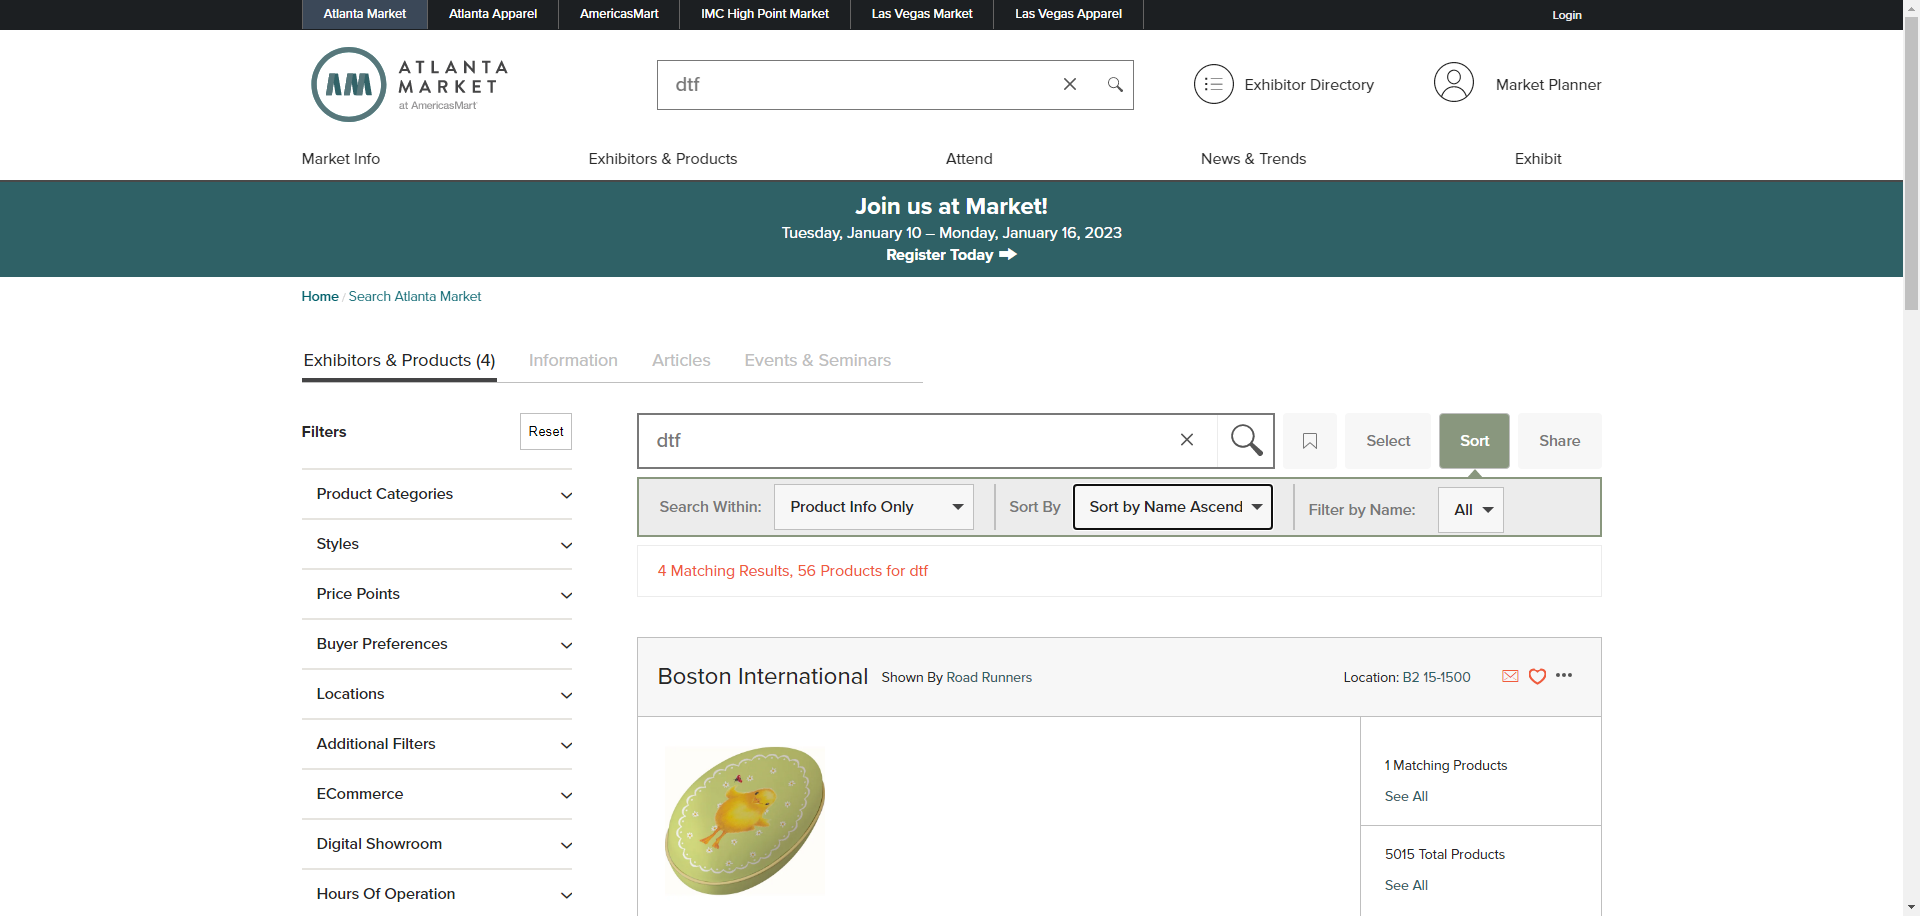 Atlanta Market
Atlanta Apparel
AmericasMart
IMC High Point Market
Las Vegas Market
Las Vegas Apparel
Login
AM
ATLANTA
MARKET
at AmericasMart
dtf
Exhibitor Directory
Market Planner
Market Info
Exhibitors & Products
Attend
News & Trends
Exhibit
Join us at Market!
Tuesday, January 10 – Monday, January 16, 2023
Register Today
Home / Search Atlanta Market
Exhibitors & Products (4)
Information
Articles
Events & Seminars
Filters
Reset
Product Categories
Styles
Price Points
Buyer Preferences
Locations
Additional Filters
ECommerce
Digital Showroom
Hours Of Operation
dtf
Select
Sort
Share
Search Within:
Product Info Only
Sort By
Sort by Name Ascend
Filter by Name:
All
4 Matching Results, 56 Products for dtf
Boston International
Shown By Road Runners
Location: B2 15-1500
1 Matching Products
See All
5015 Total Products
See All